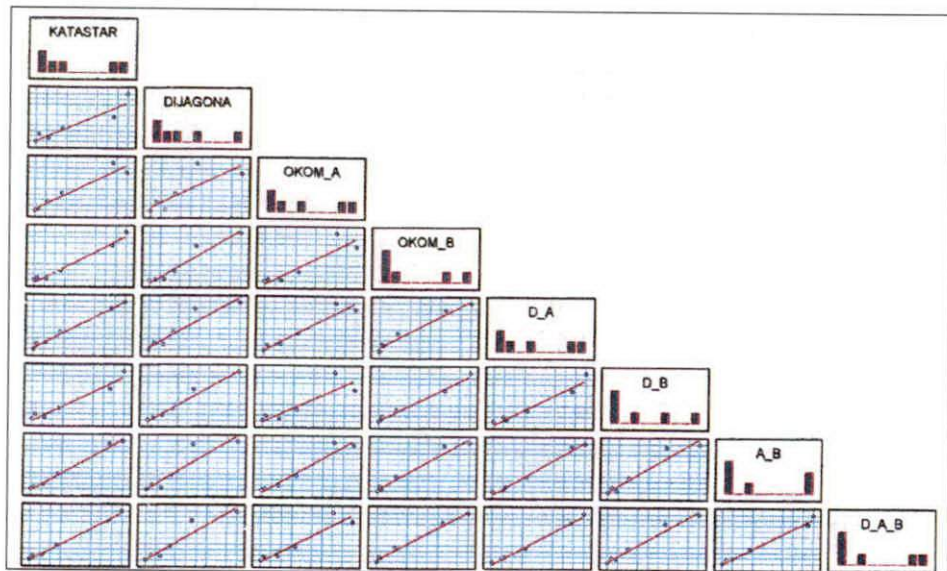 KATASTAR
DIJAGONA
OKOM_A
OKOM_B
D_A
D_B
A_B
D_A_B